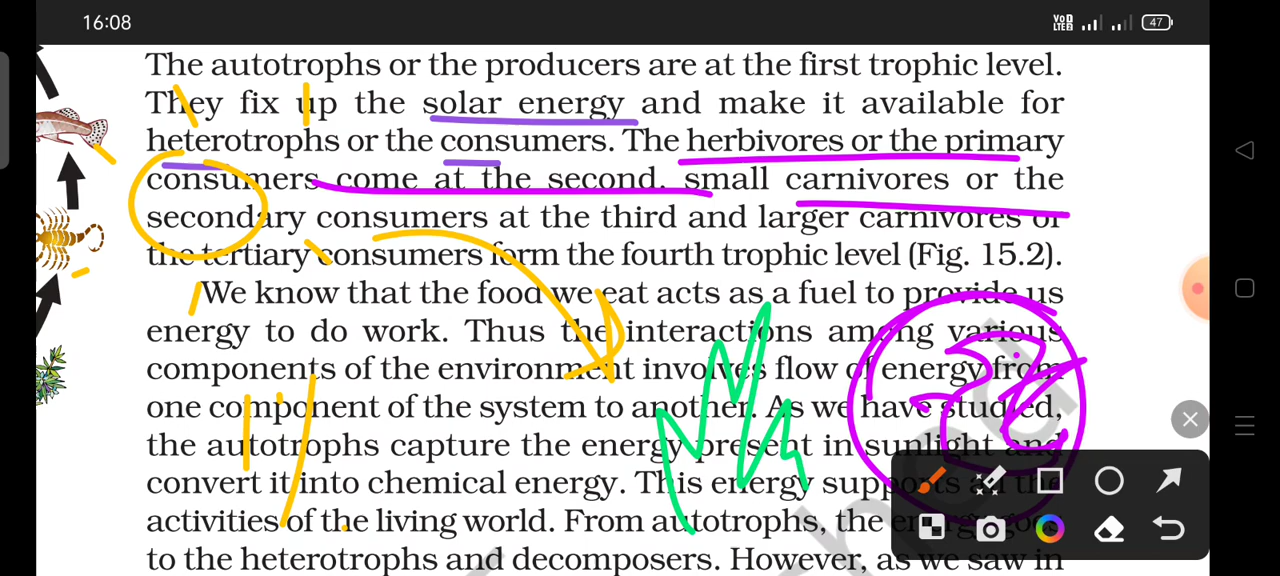 16:08
Vo) LTE2 47
The autotrophs or the producers are at the first trophic level.
They fix up the solar energy and make it available for
heterotrophs or the consumers. The herbivores or the primary
consumers come at the second, small carnivores or the
secondary consumers at the third and larger carnivores or
the tertiary consumers form the fourth trophic level (Fig. 15.2).
We know that the food we eat acts as a fuel to provide us
energy to do work. Thus the interactions among various
components of the environment involves flow of energy from
one component of the system to another. As we have studied,
the autotrophs capture the energy present in sunlight and
convert it into chemical energy. This energy supports all the
activities of the living world. From autotrophs, the energy goes
to the heterotrophs and decomposers. However, as we saw in